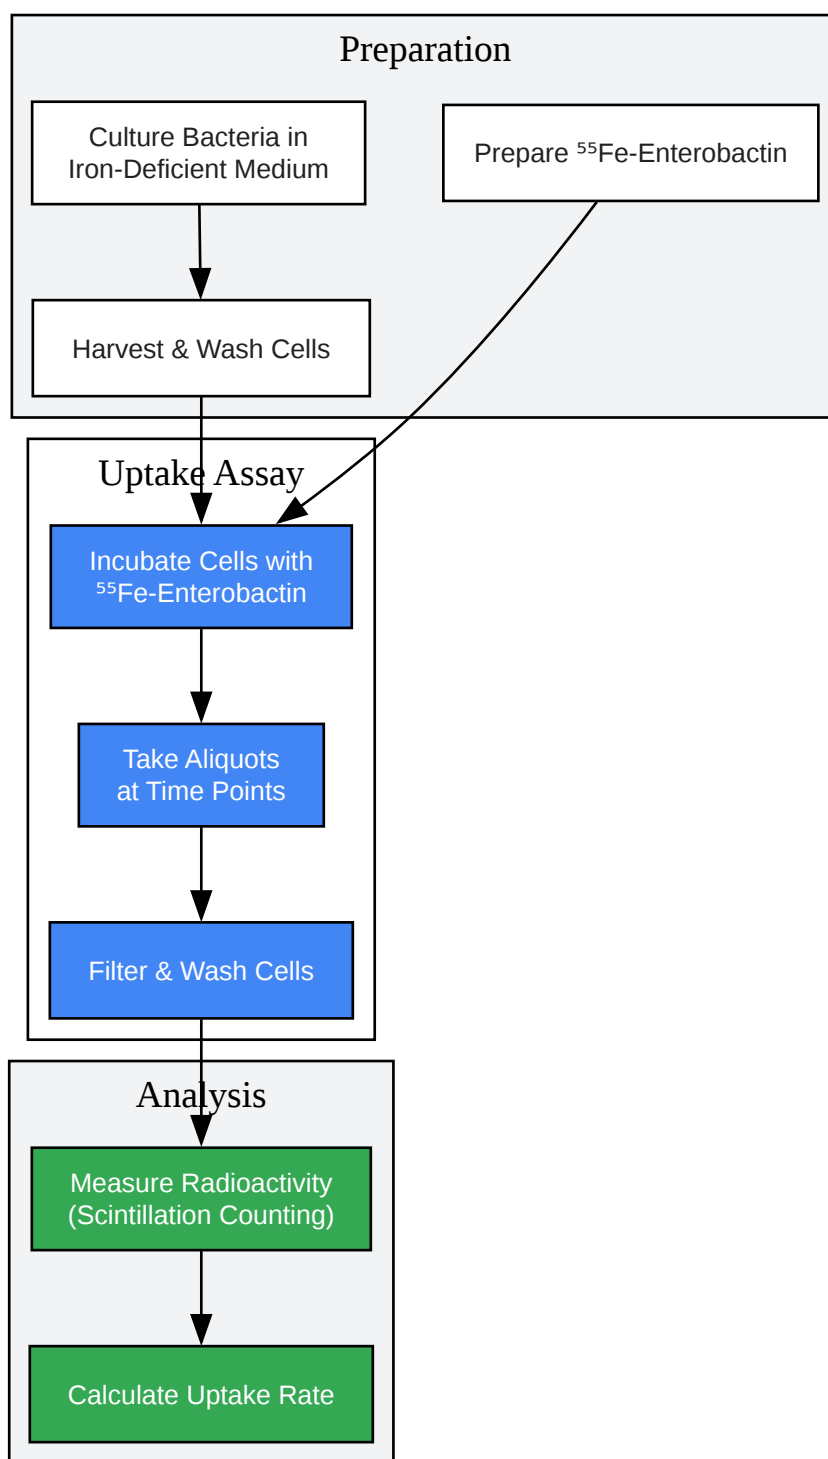 Preparation
Culture Bacteria in
Iron-Deficient Medium
Prepare ⁵⁵Fe-Enterobactin
Harvest & Wash Cells
Uptake Assay
Incubate Cells with
⁵⁵Fe-Enterobactin
Take Aliquots
at Time Points
Filter & Wash Cells
Analysis
Measure Radioactivity
(Scintillation Counting)
Calculate Uptake Rate